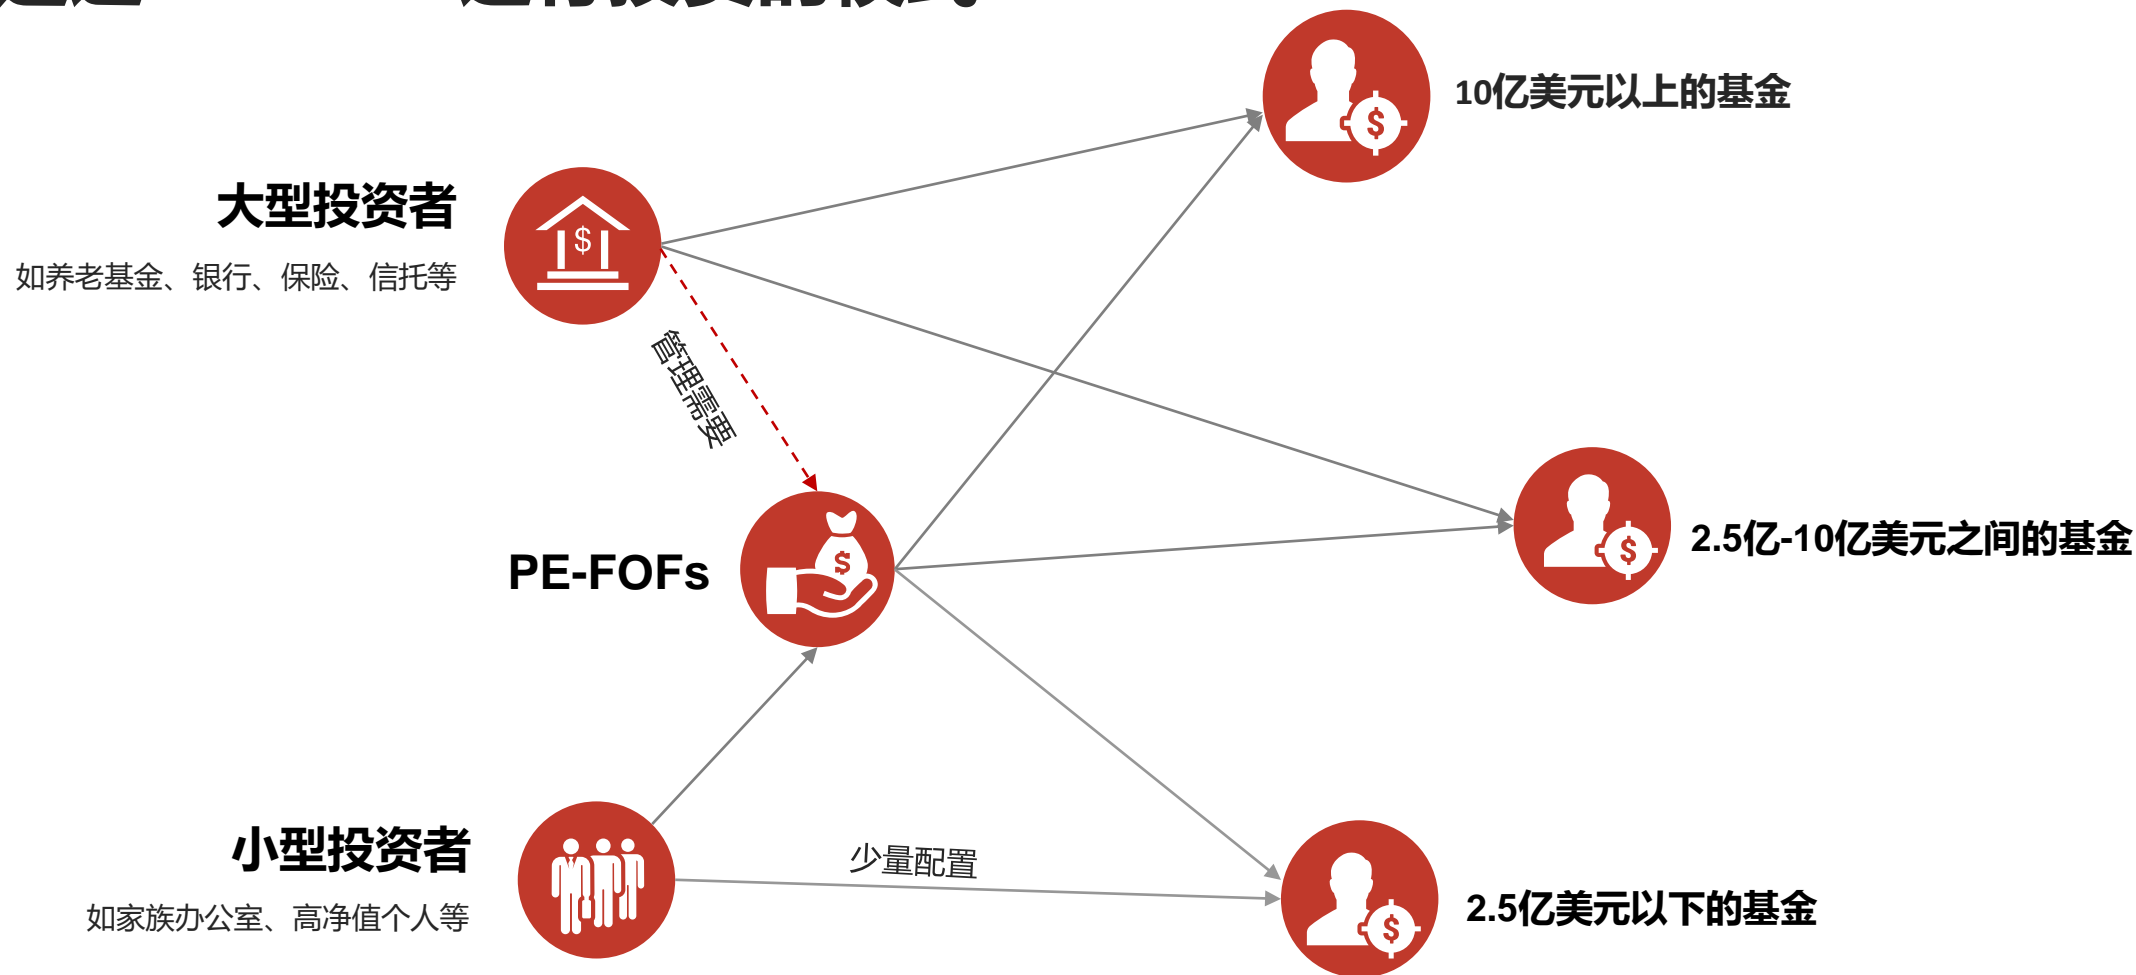 10亿美元以上的基金
大型投资者
如养老基金、银行、保险、信托等
管理需要
2.5亿-10亿美元之间的基金
PE-FOFs
小型投资者
少量配置
如家族办公室、高净值个人等
2.5亿美元以下的基金